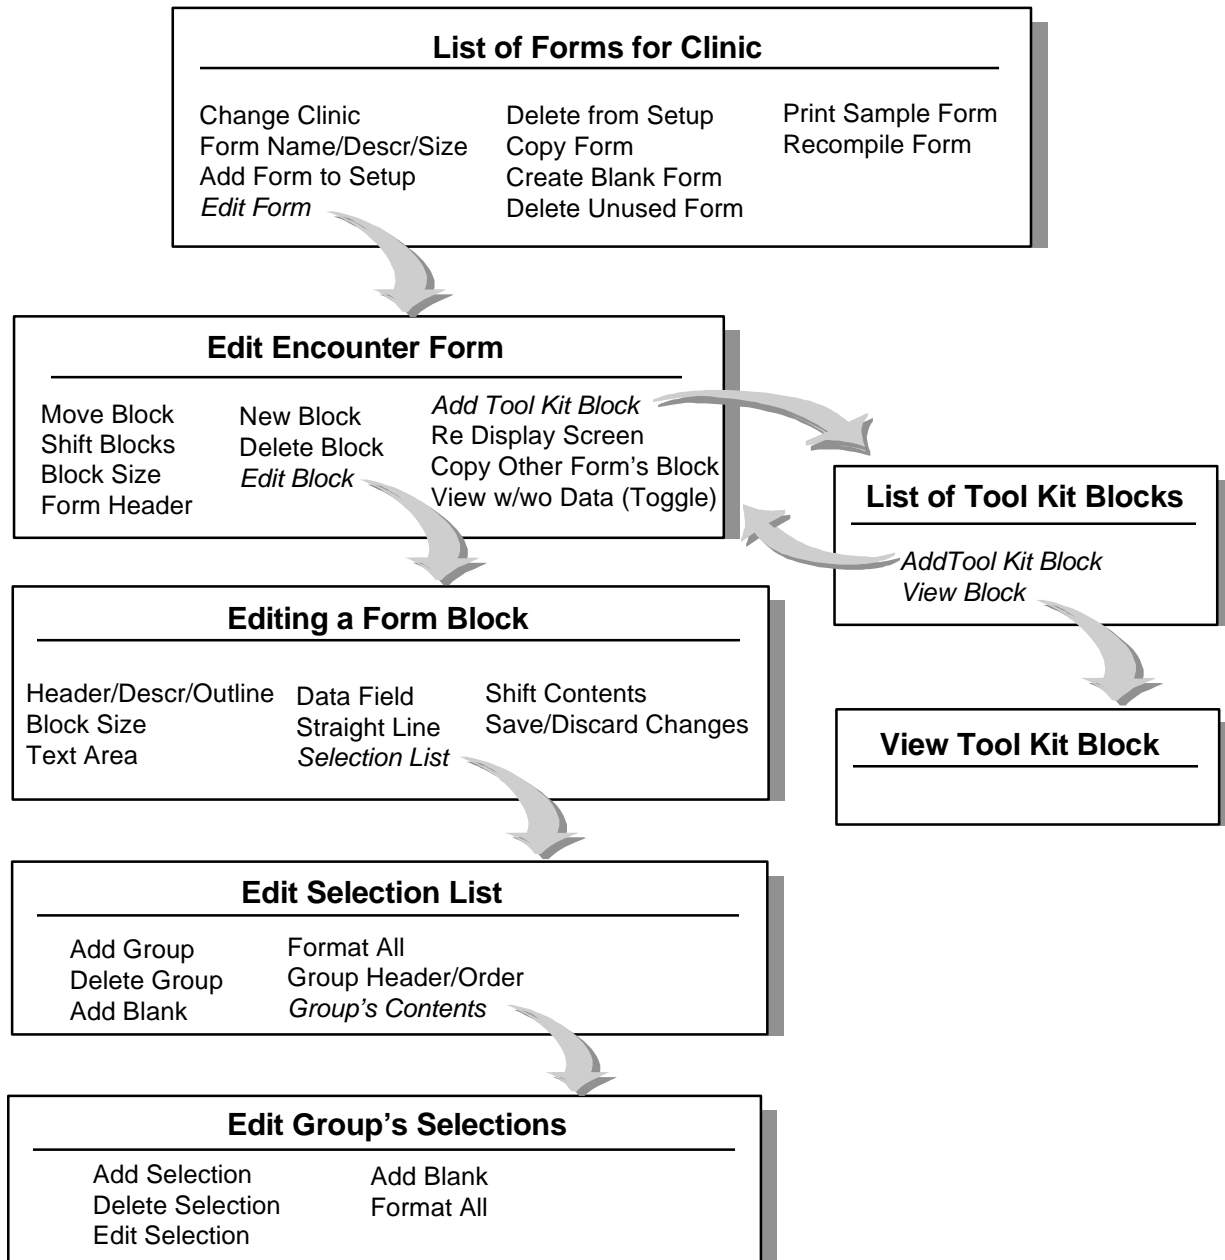 List of Forms for Clinic
Change Clinic
Form Name/Descr/Size
Add Form to Setup
Edit Form
Delete from Setup
Copy Form
Create Blank Form
Delete Unused Form
Print Sample Form
Recompile Form
Edit Encounter Form
Move Block
Shift Blocks
Block Size
Form Header
New Block
Delete Block
Edit Block
Add Tool Kit Block
Re Display Screen
Copy Other Form’s Block
View w/wo Data (Toggle)
List of Tool Kit Blocks
AddTool Kit Block
View Block
Editing a Form Block
Header/Descr/Outline
Block Size
Text Area
Data Field
Straight Line
Selection List
Shift Contents
Save/Discard Changes
View Tool Kit Block
Edit Selection List
Add Group
Delete Group
Add Blank
Format All
Group Header/Order
Group’s Contents
Edit Group’s Selections
Add Selection
Delete Selection
Edit Selection
Add Blank
Format All